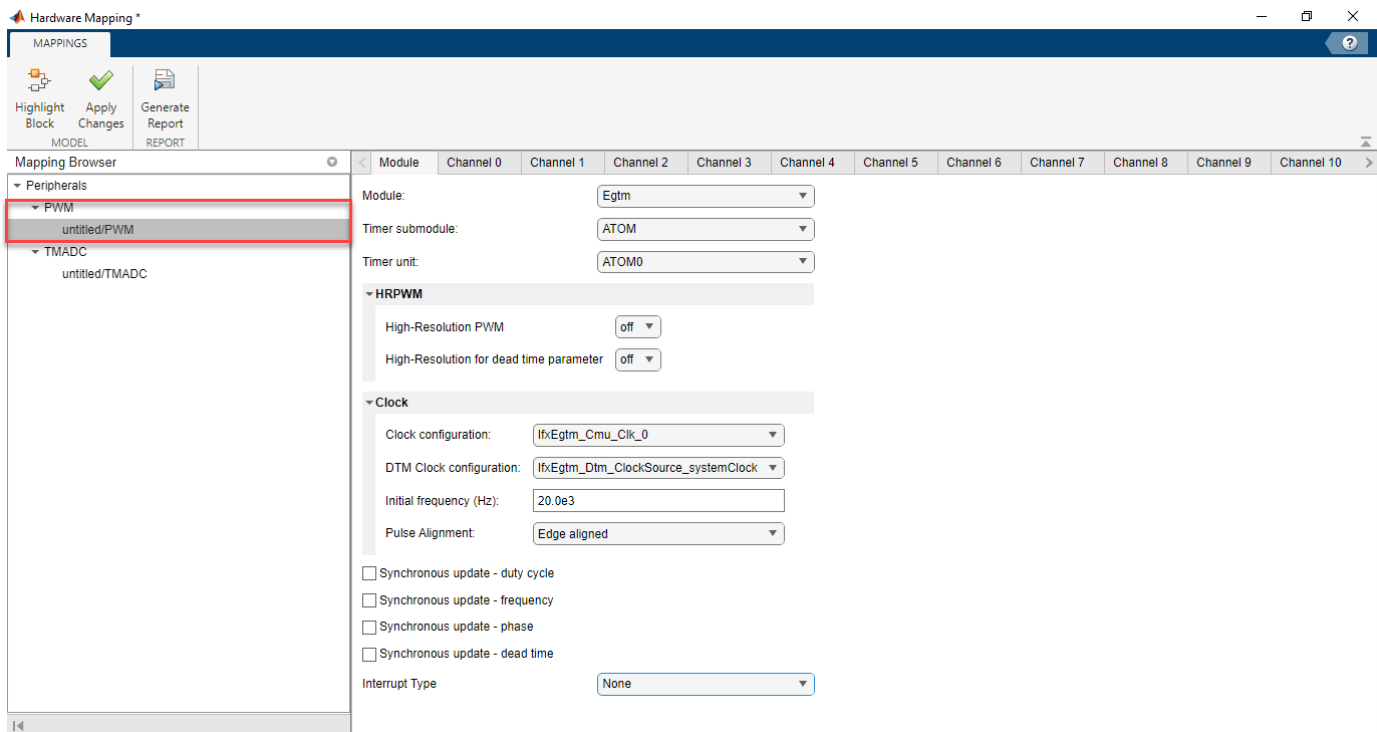 Hardware Mapping *
MAPPINGS
?
Highlight Block
Apply Changes
Generate Report
MODEL
REPORT
Mapping Browser
Peripherals
PWM
untitled/PWM
TMADC
untitled/TMADC
Module Channel 0 Channel 1 Channel 2 Channel 3 Channel 4 Channel 5 Channel 6 Channel 7 Channel 8 Channel 9 Channel 10
Module: Egtm
Timer submodule: ATOM
Timer unit: ATOM0
HRPWM
High-Resolution PWM off
High-Resolution for dead time parameter off
Clock
Clock configuration: IfxEgtm_Cmu_Clk_0
DTM Clock configuration: IfxEgtm_Dtm_ClockSource_systemClock
Initial frequency (Hz): 20.0e3
Pulse Alignment: Edge aligned
Synchronous update - duty cycle
Synchronous update - frequency
Synchronous update - phase
Synchronous update - dead time
Interrupt Type None